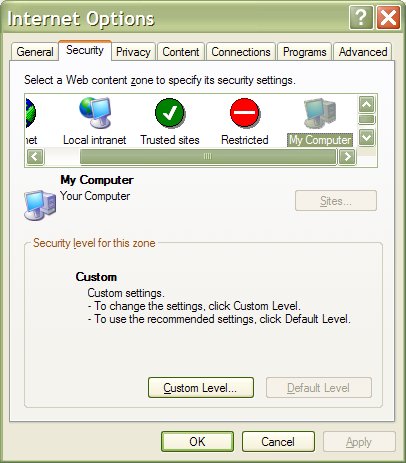 Internet Options
General Security Privacy Content Connections Programs Advanced
Select a Web content zone to specify its security settings.
net Local intranet Trusted sites Restricted My Computer
My Computer
Your Computer
Sites...
Security level for this zone
Custom
Custom settings.
- To change the settings, click Custom Level.
- To use the recommended settings, click Default Level.
Custom Level... Default Level
OK Cancel Apply